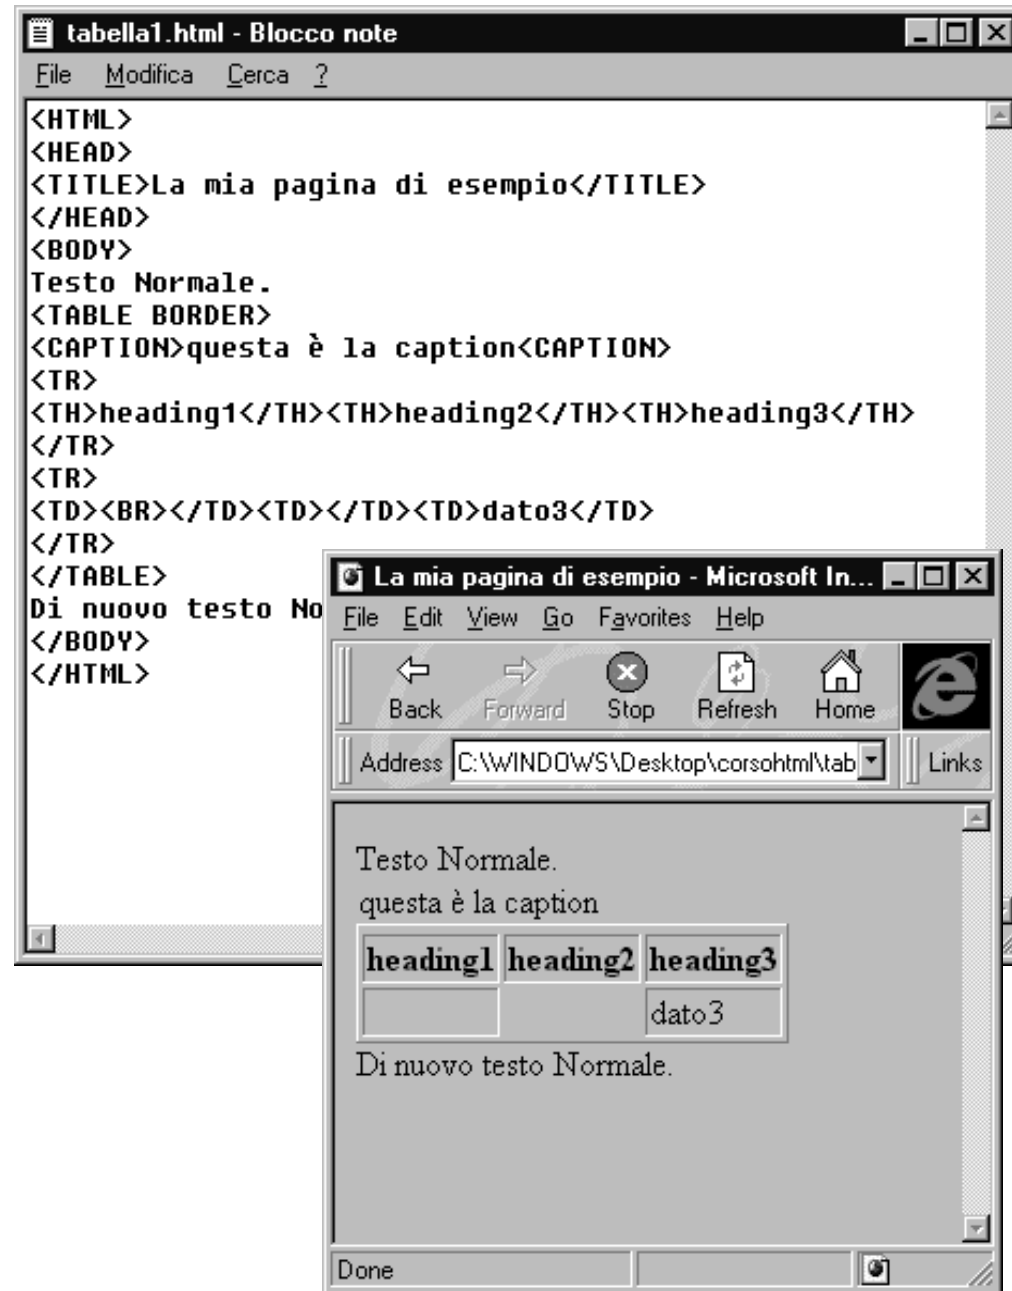 tabella1.html - Blocco note
File Modifica Cerca ?
<HTML>
<HEAD>
<TITLE>La mia pagina di esempio</TITLE>
</HEAD>
<BODY>
Testo Normale.
<TABLE BORDER>
<CAPTION>questa è la caption<CAPTION>
<TR>
<TH>heading1</TH><TH>heading2</TH><TH>heading3</TH>
</TR>
<TR>
<TD><BR></TD><TD></TD><TD>dato3</TD>
</TR>
</TABLE>
Di nuovo testo No
</BODY>
</HTML>
La mia pagina di esempio - Microsoft In...
File Edit View Go Favorites Help
Back Forward Stop Refresh Home
Address C:\WINDOWS\Desktop\corsohtml\tab Links
Testo Normale.
questa è la caption
heading1 heading2 heading3
dato3
Di nuovo testo Normale.
Done